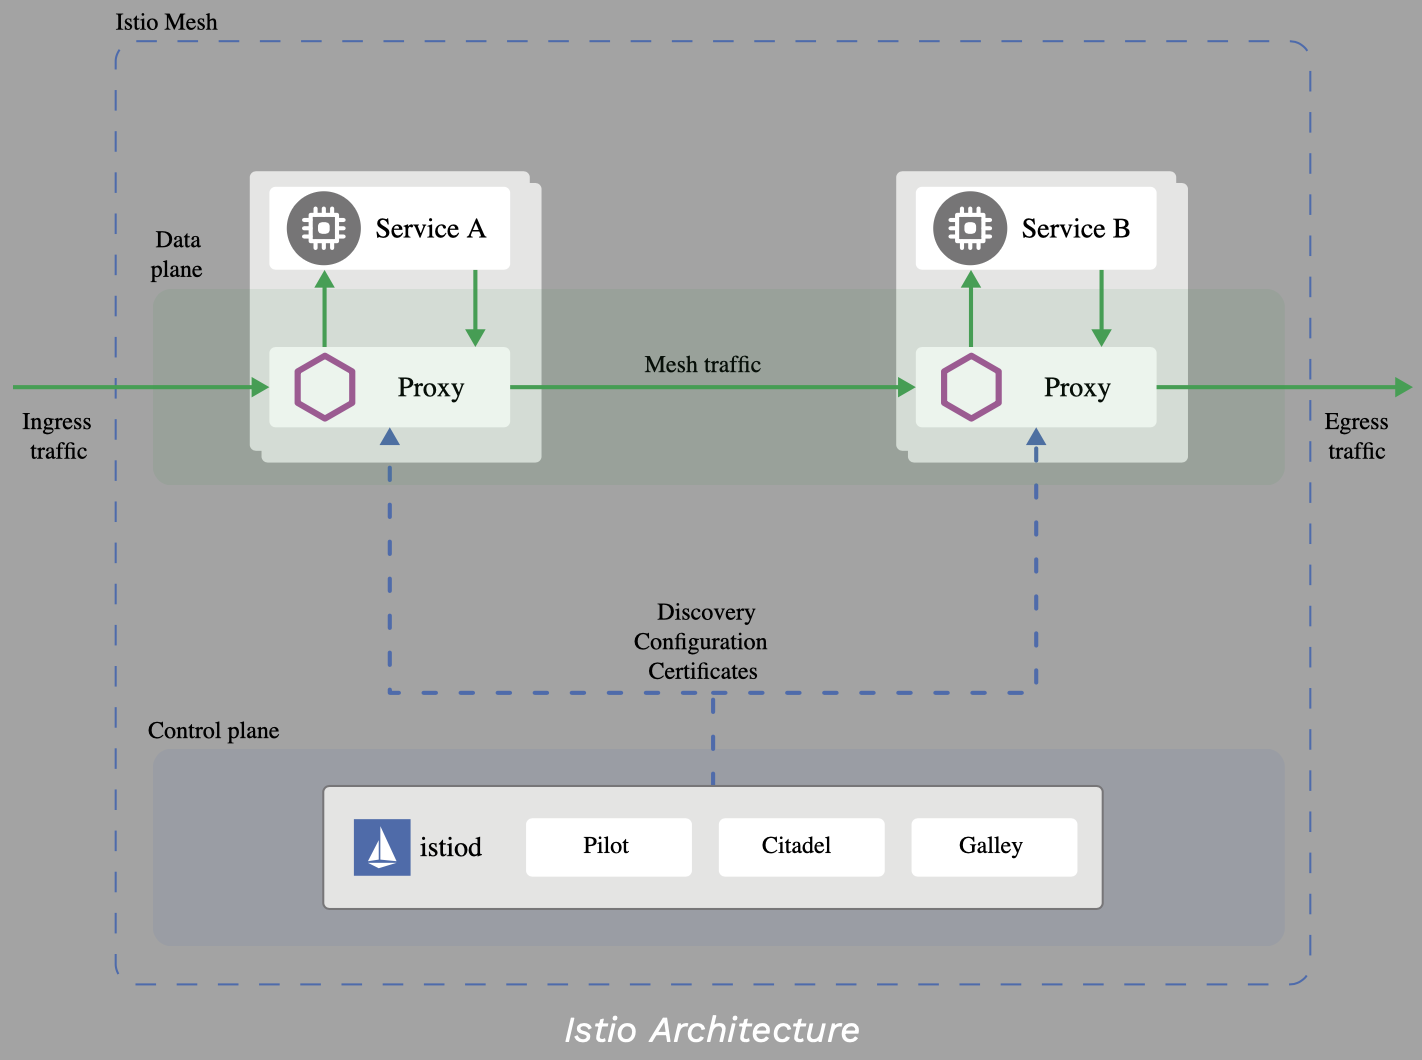 Istio Mesh
Service A
Service B
Data
plane
Mesh traffic
Proxy
Proxy
Ingress
traffic
Egress
traffic
Discovery
Configuration
Certificates
Control plane
istiod
Pilot
Citadel
Galley
Istio Architecture